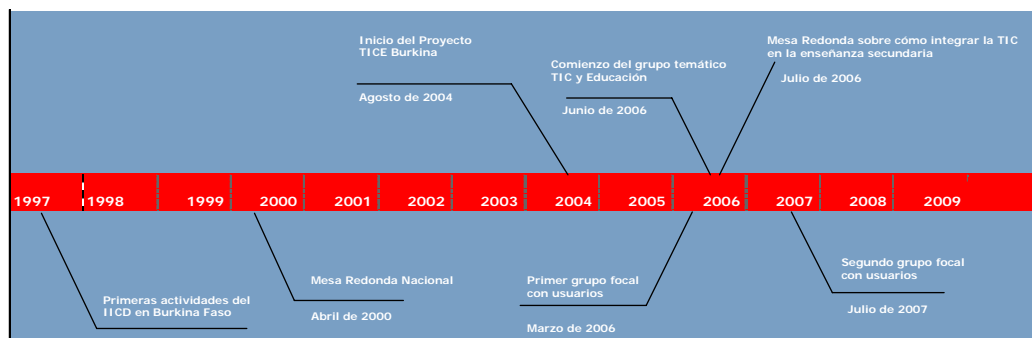 Inicio del Proyecto
TICE Burkina
Agosto de 2004
Comienzo del grupo temático
TIC y Educación
Junio de 2006
Mesa Redonda sobre cómo integrar la TIC
en la enseñanza secundaria
Julio de 2006
1997 1998 1999 2000 2001 2002 2003 2004 2005 2006 2007 2008 2009
Primeras actividades del
IICD en Burkina Faso
Mesa Redonda Nacional
Abril de 2000
Primer grupo focal
con usuarios
Marzo de 2006
Segundo grupo focal
con usuarios
Julio de 2007